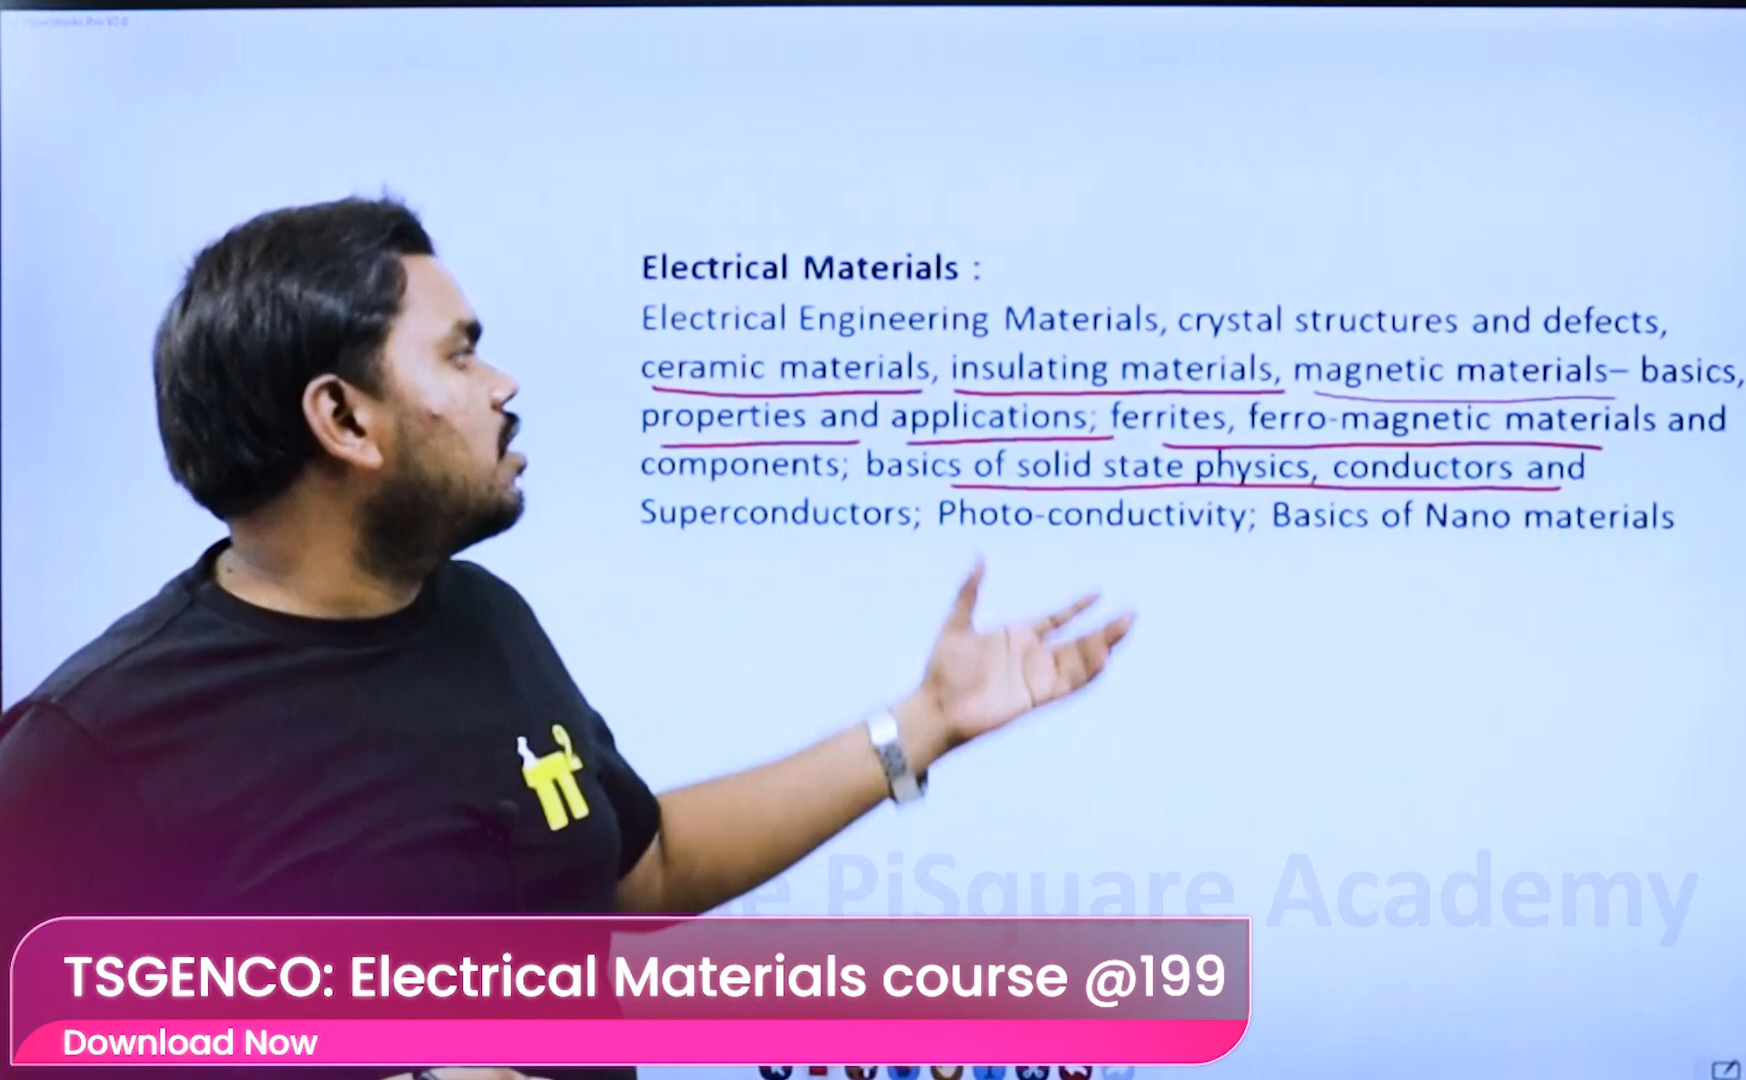 Electrical Materials :
Electrical Engineering Materials, crystal structures and defects,
ceramic materials, insulating materials, magnetic materials– basics,
properties and applications; ferrites, ferro-magnetic materials and
components; basics of solid state physics, conductors and
Superconductors; Photo-conductivity; Basics of Nano materials
π2
PiSquare Academy
TSGENCO: Electrical Materials course @199
Download Now